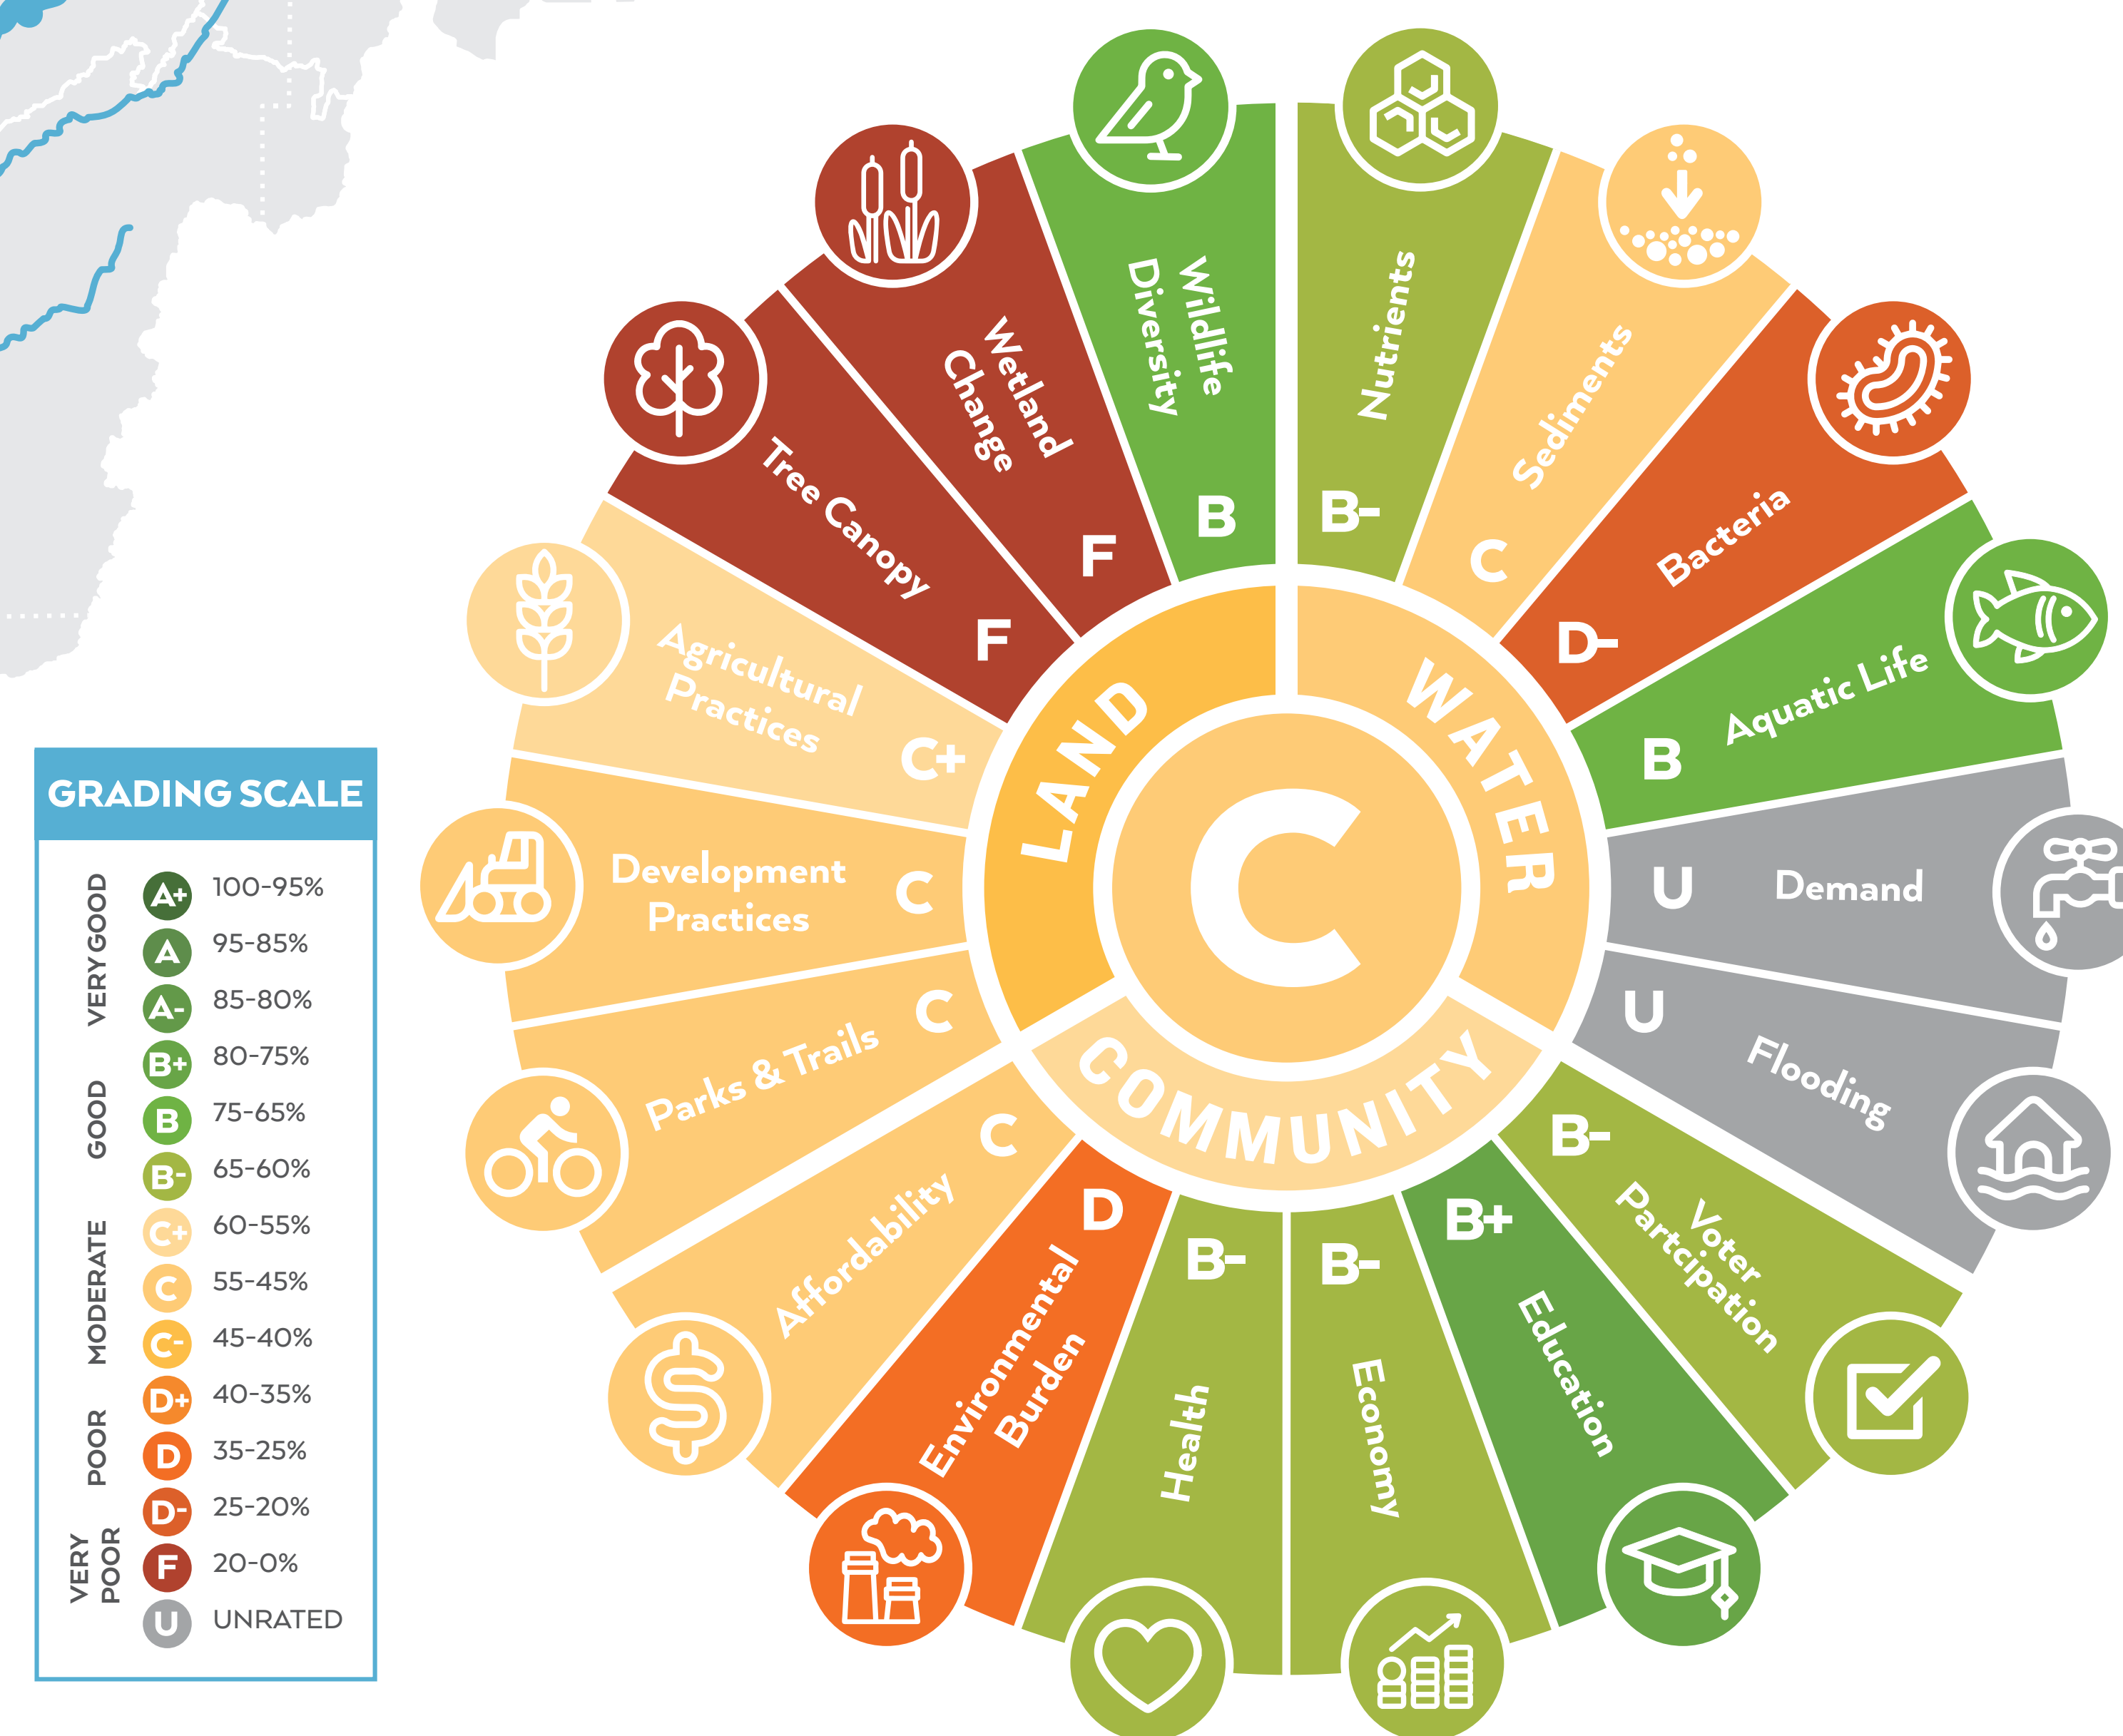 GRADING SCALE
VERY GOOD
A+ 100-95%
A 95-85%
A- 85-80%
GOOD
B+ 80-75%
B 75-65%
B- 65-60%
MODERATE
C+ 60-55%
C 55-45%
C- 45-40%
POOR
D+ 40-35%
D 35-25%
D- 25-20%
VERY
POOR
F 20-0%
U UNRATED
C
WATER
Nutrients
B-
Sediments
C
Bacteria
D-
Aquatic Life
B
Demand
U
Flooding
U
COMMUNITY
Voter
Partcipation
B-
Education
B+
Economy
B-
Health
B-
Environmental
Burden
D
Affordability
C
LAND
Parks & Trails
C
Development
Practices
C
Agricultural
Practices
C+
Tree Canopy
F
Wetland
Change
F
Wildlife
Diversity
B